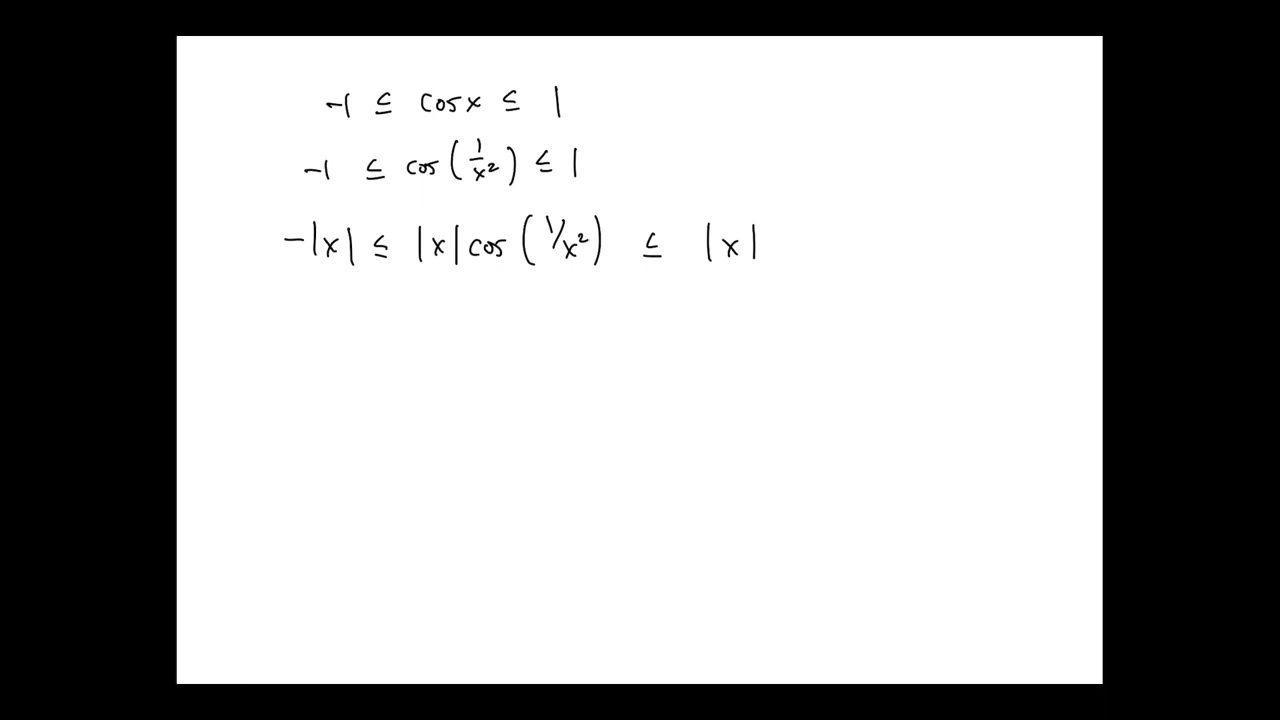 -1 ≤ cos x ≤ 1
-1 ≤ cos(1/x²) ≤ 1
-|x| ≤ |x| cos(1/x²) ≤ |x|